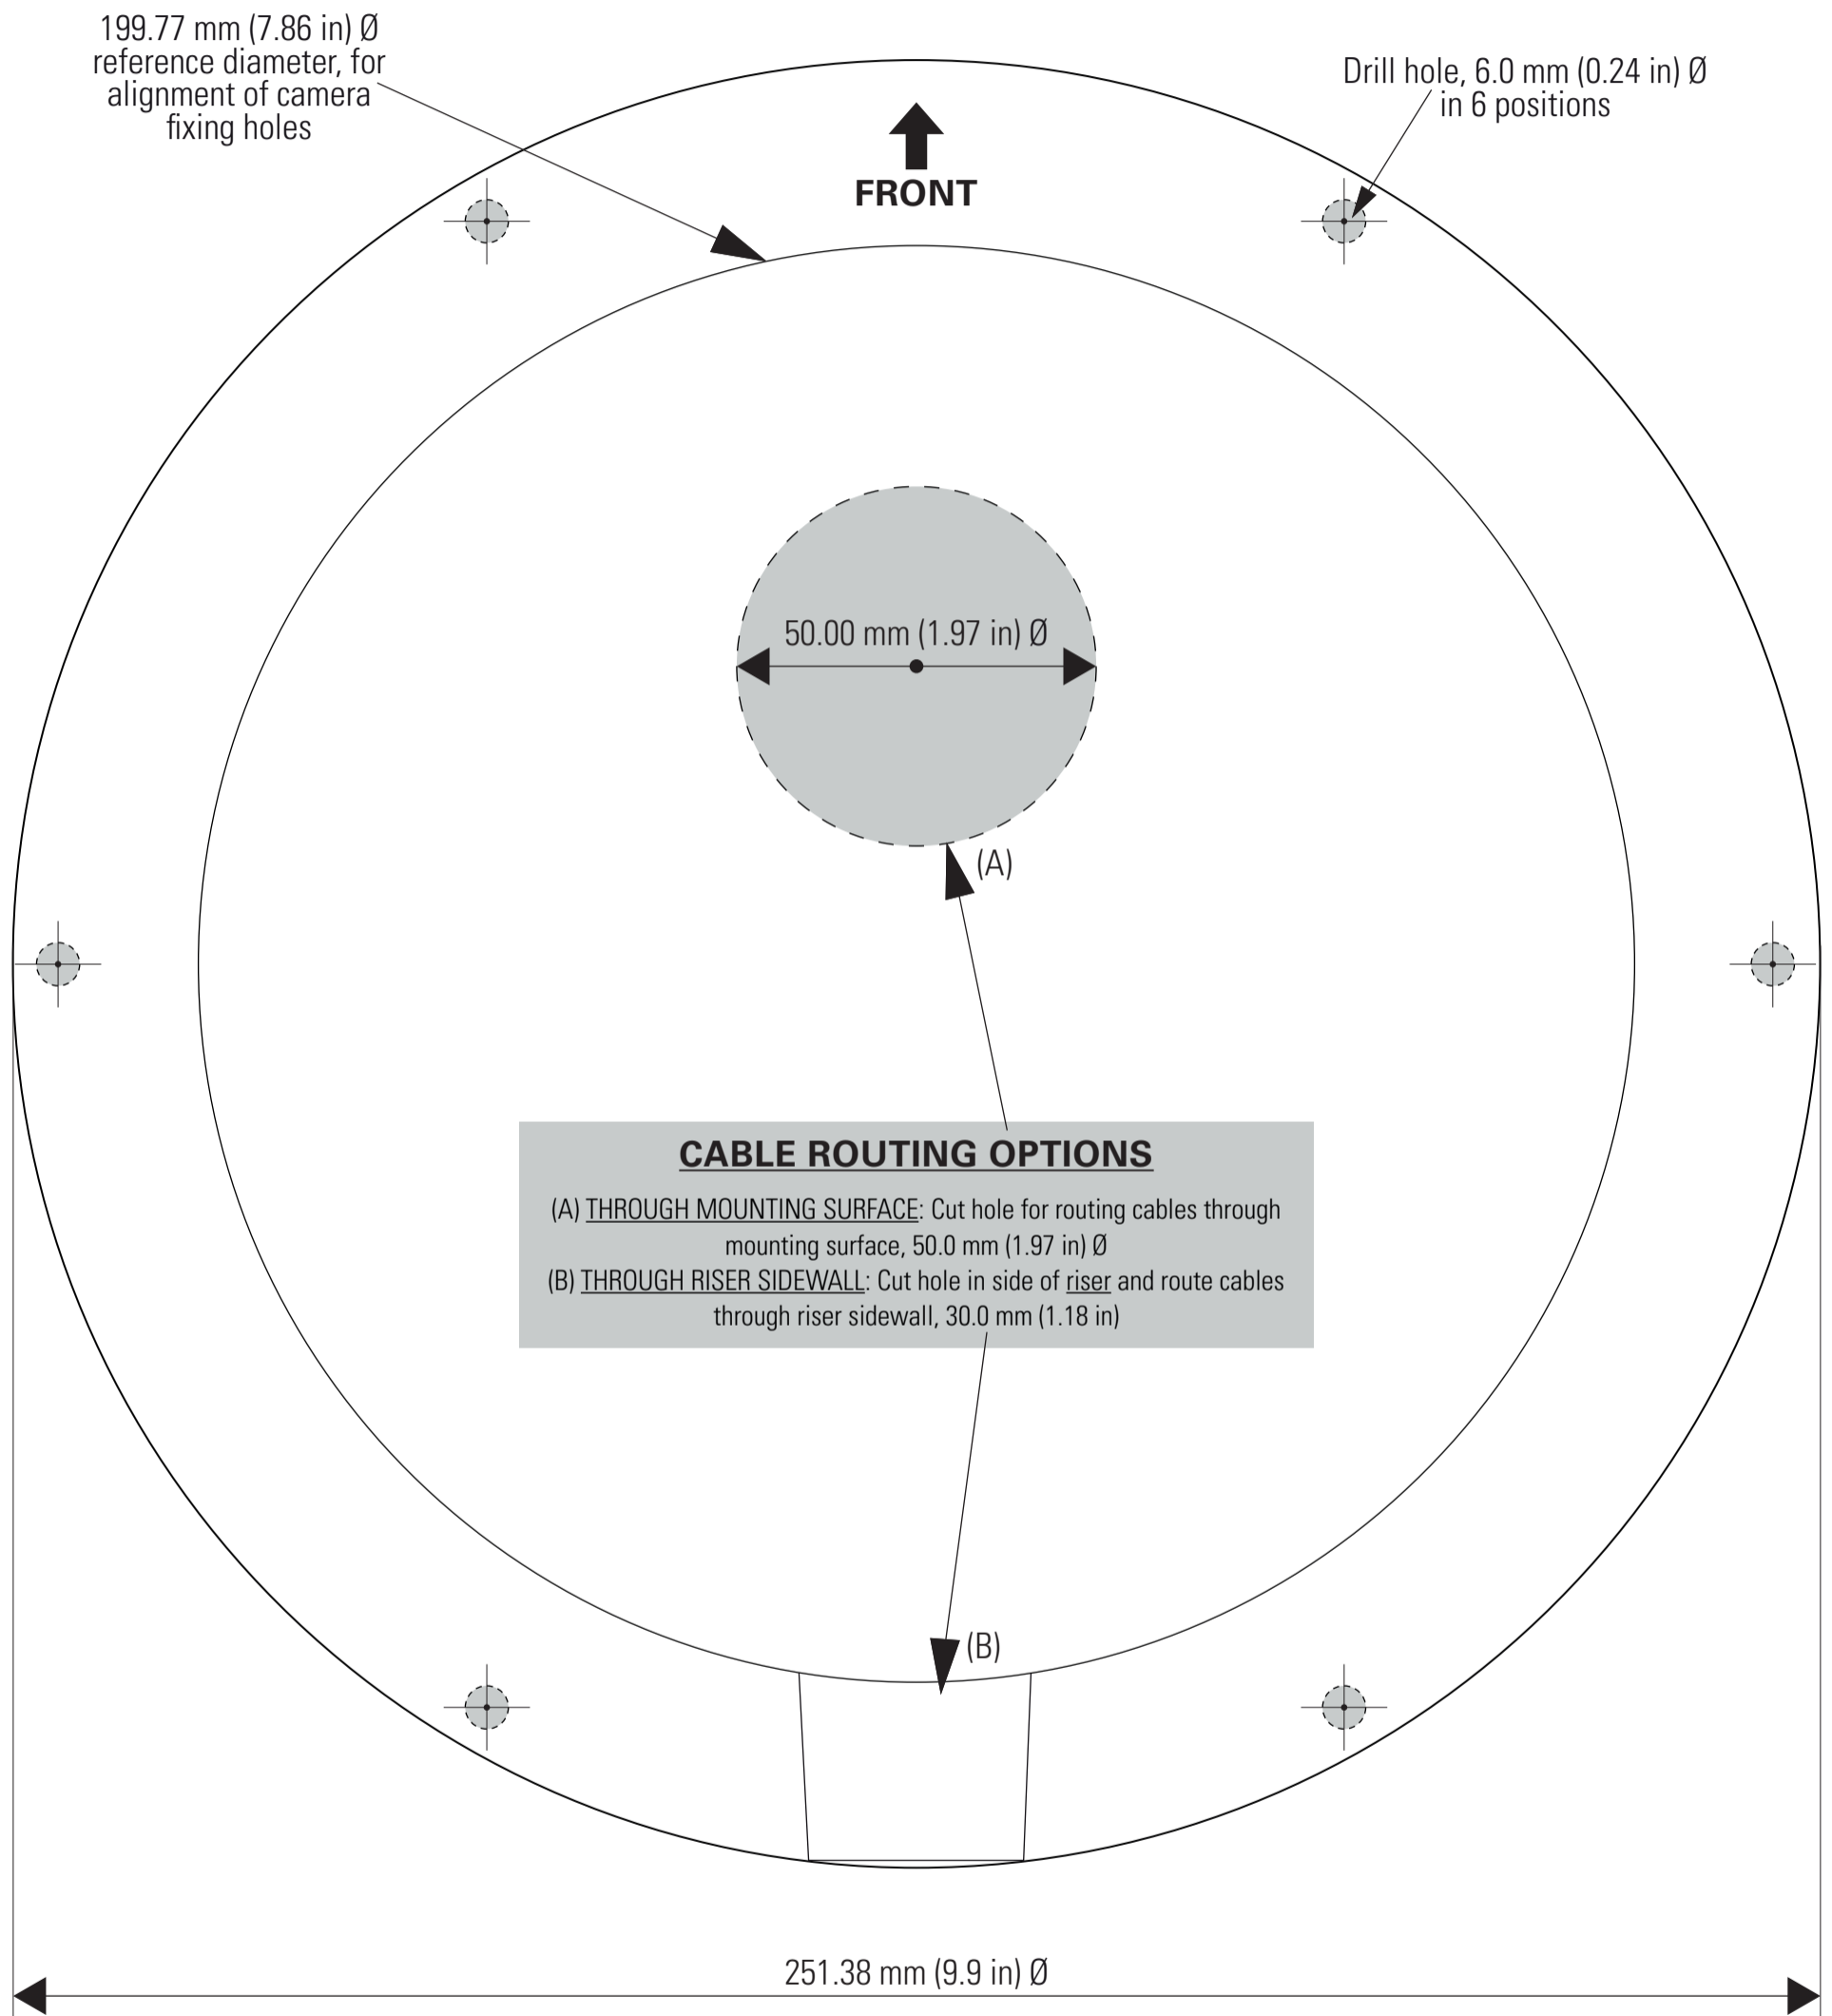 199.77 mm (7.86 in) Ø
reference diameter, for
alignment of camera
fixing holes
Drill hole, 6.0 mm (0.24 in) Ø
in 6 positions
FRONT
50.00 mm (1.97 in) Ø
(A)
CABLE ROUTING OPTIONS
(A) THROUGH MOUNTING SURFACE: Cut hole for routing cables through
mounting surface, 50.0 mm (1.97 in) Ø
(B) THROUGH RISER SIDEWALL: Cut hole in side of riser and route cables
through riser sidewall, 30.0 mm (1.18 in)
(B)
251.38 mm (9.9 in) Ø